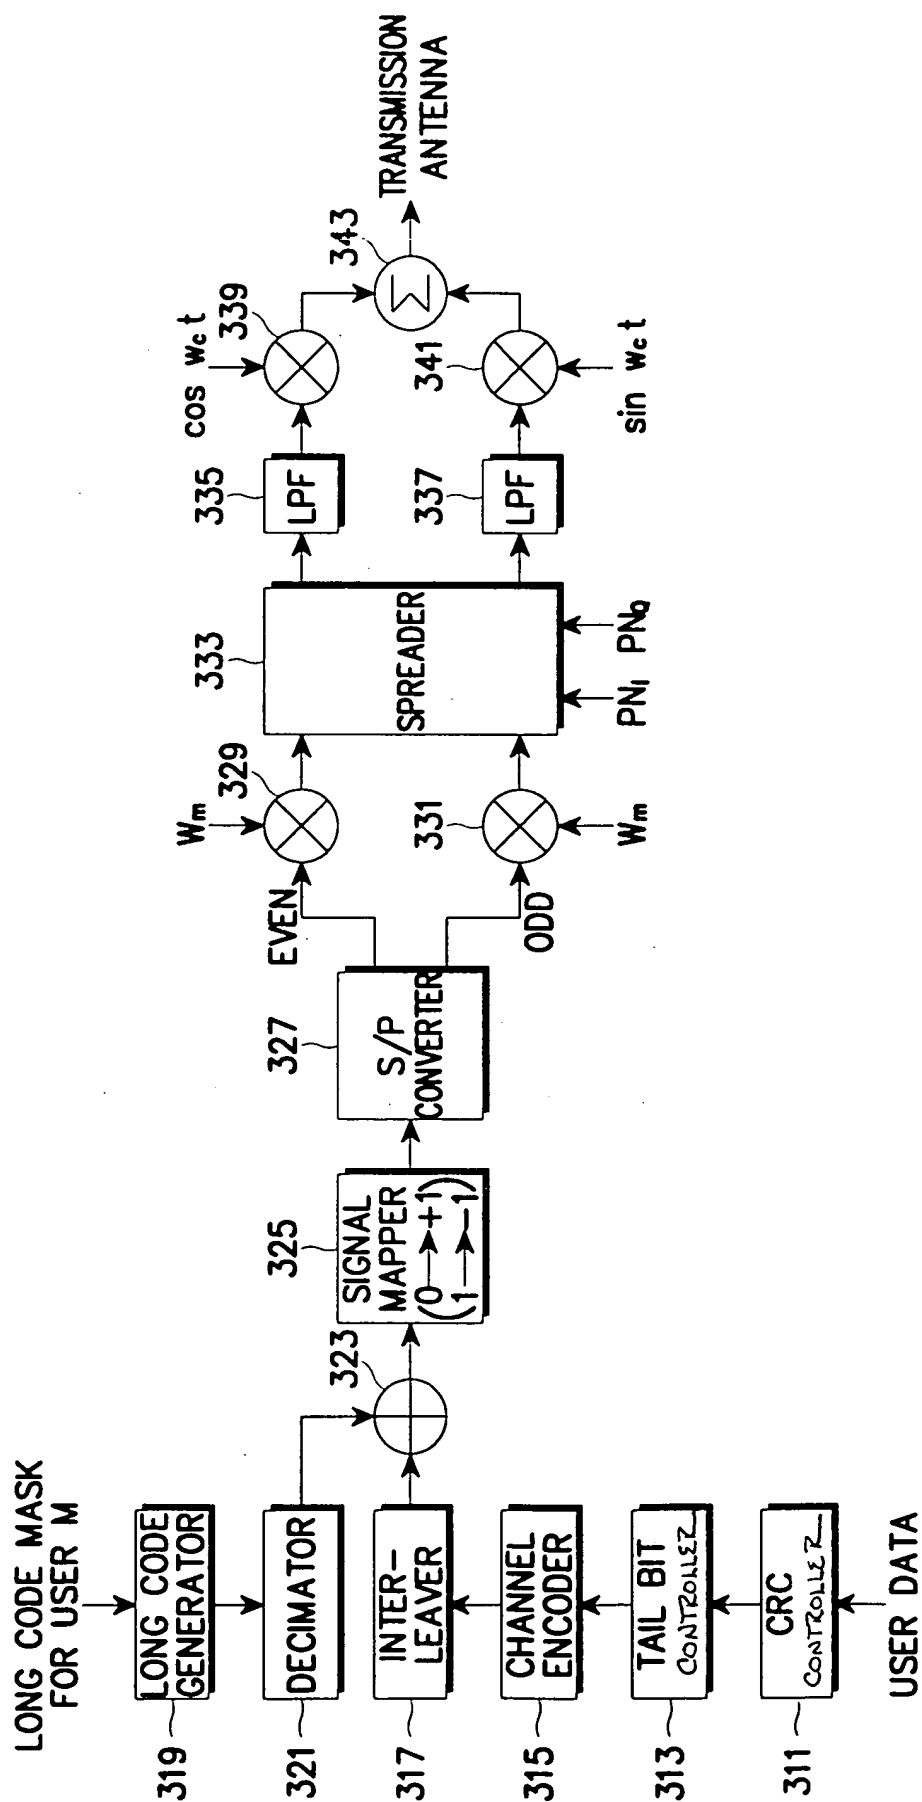 LONG CODE MASK
FOR USER M
319
LONG CODE
GENERATOR
321
DECIMATOR
317
INTER-
LEAVER
315
CHANNEL
ENCODER
313
TAIL BIT
CONTROLLER
311
CRC
CONTROLLER
USER DATA
323
325
SIGNAL
MAPPER
(0→+1)
(1→-1)
327
S/P
CONVERTER
EVEN
ODD
Wm
329
331
Wm
333
SPREADER
PNI
PNQ
335
LPF
337
LPF
cos wc t
339
341
sin wc t
343
Σ
TRANSMISSION
ANTENNA